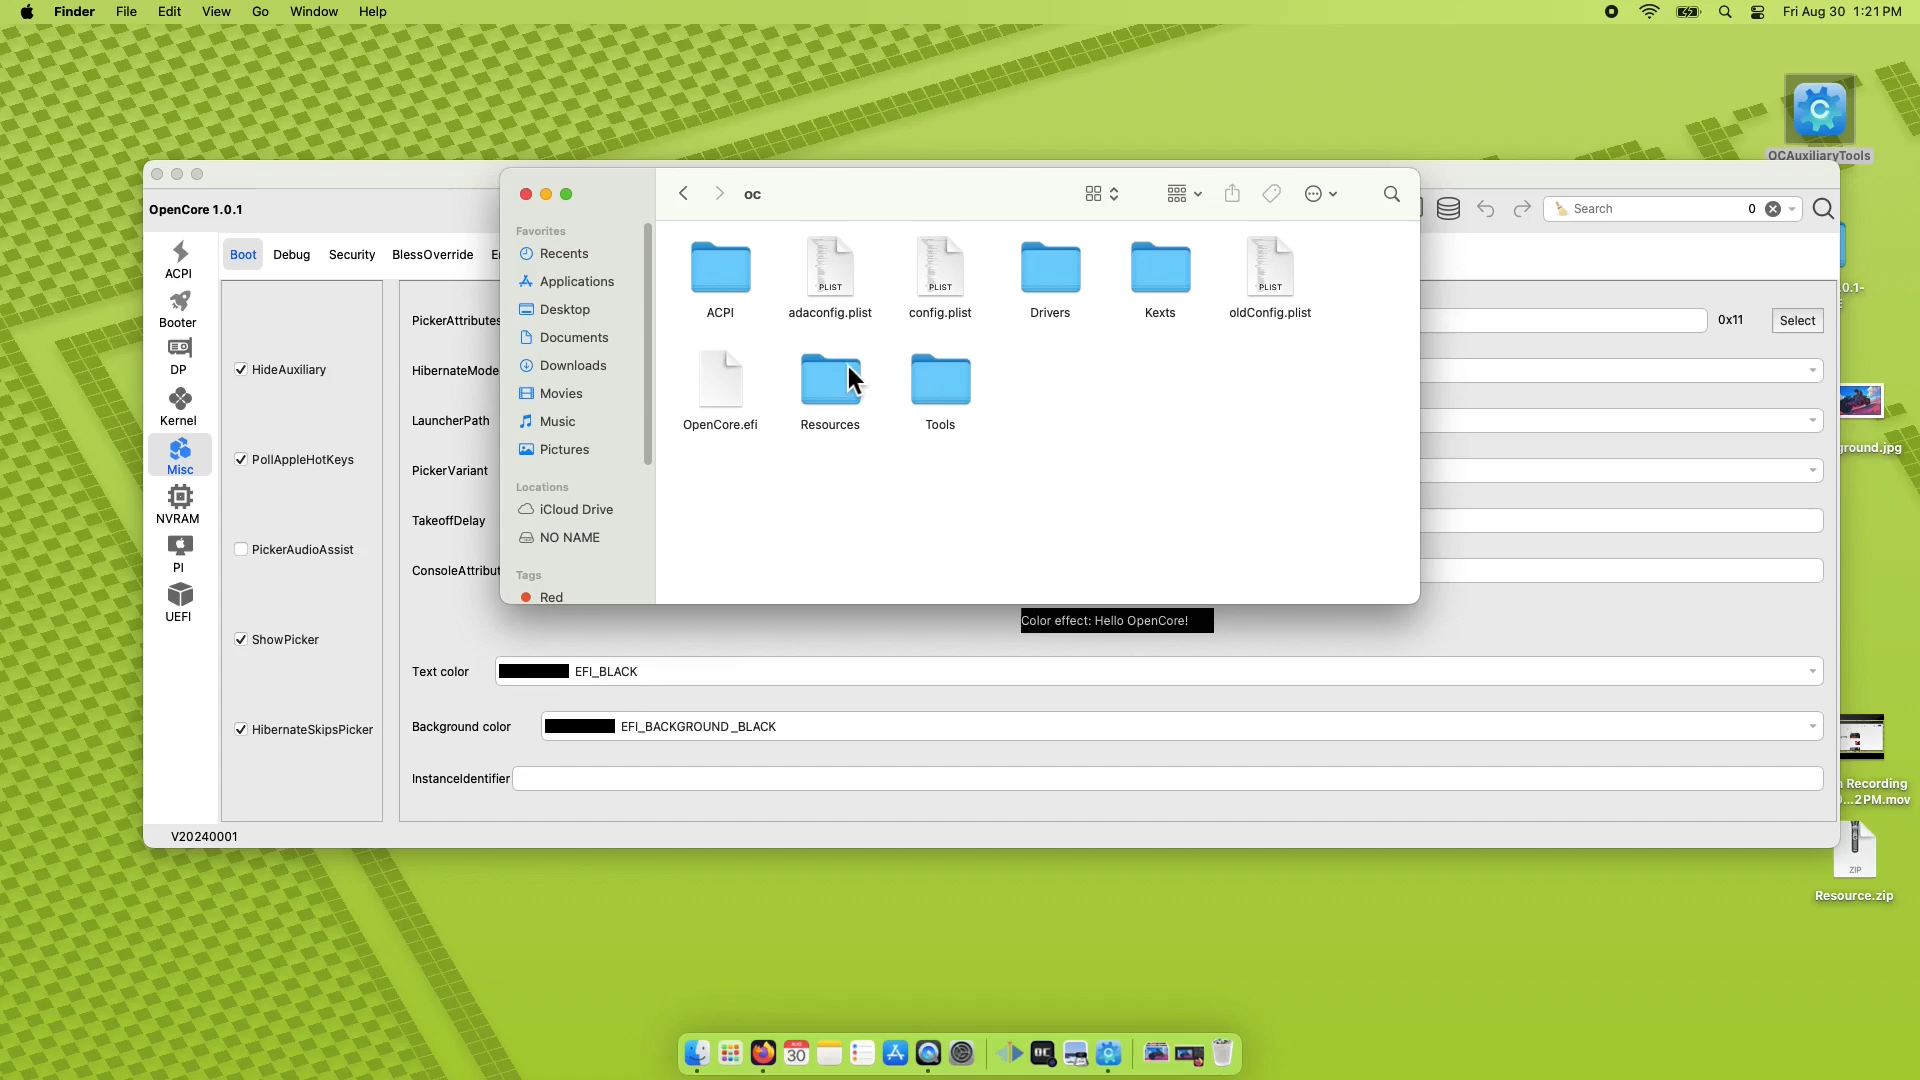 Finder File Edit View Go Window Help
Fri Aug 30 1:21 PM
OCAuxiliaryTools
OpenCore 1.0.1
oc
0
Search
ACPI
Booter
DP
Kernel
Misc
NVRAM
PI
UEFI
Boot Debug Security BlessOverride
HideAuxiliary
PollAppleHotKeys
PickerAudioAssist
ShowPicker
HibernateSkipsPicker
PickerAttributes
0x11
Select
HibernateMode
LauncherPath
PickerVariant
TakeoffDelay
ConsoleAttribut
Favorites
Recents
Applications
Desktop
Documents
Downloads
Movies
Music
Pictures
Locations
iCloud Drive
NO NAME
Tags
Red
PLIST PLIST PLIST
ACPI adaconfig.plist config.plist Drivers Kexts oldConfig.plist
OpenCore.efi Resources Tools
Color effect: Hello OpenCore!
Text color EFI_BLACK
Background color EFI_BACKGROUND_BLACK
InstanceIdentifier
V20240001
.0.1-
ground.jpg
Recording
...2PM.mov
ZIP
Resource.zip
AUG
30
OC